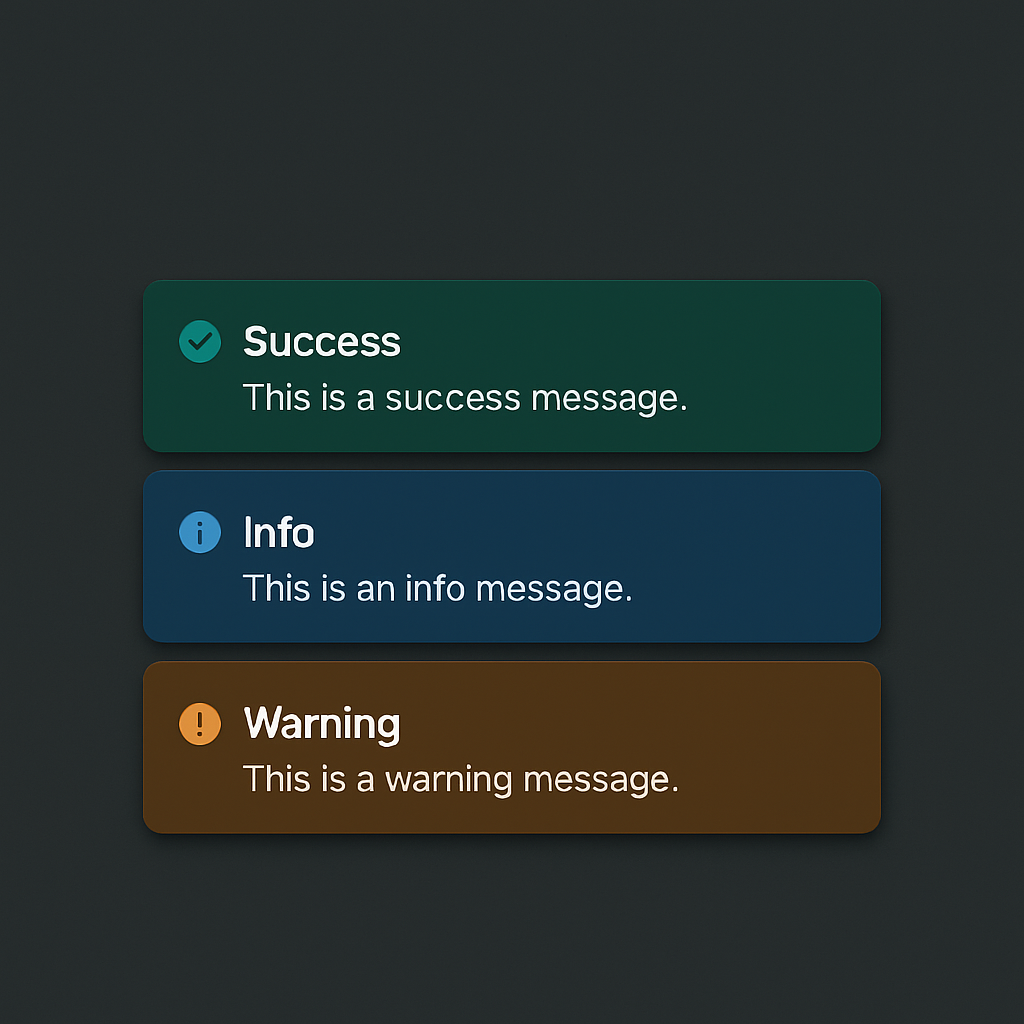 Success
This is a success message.
Info
This is an info message.
Warning
This is a warning message.